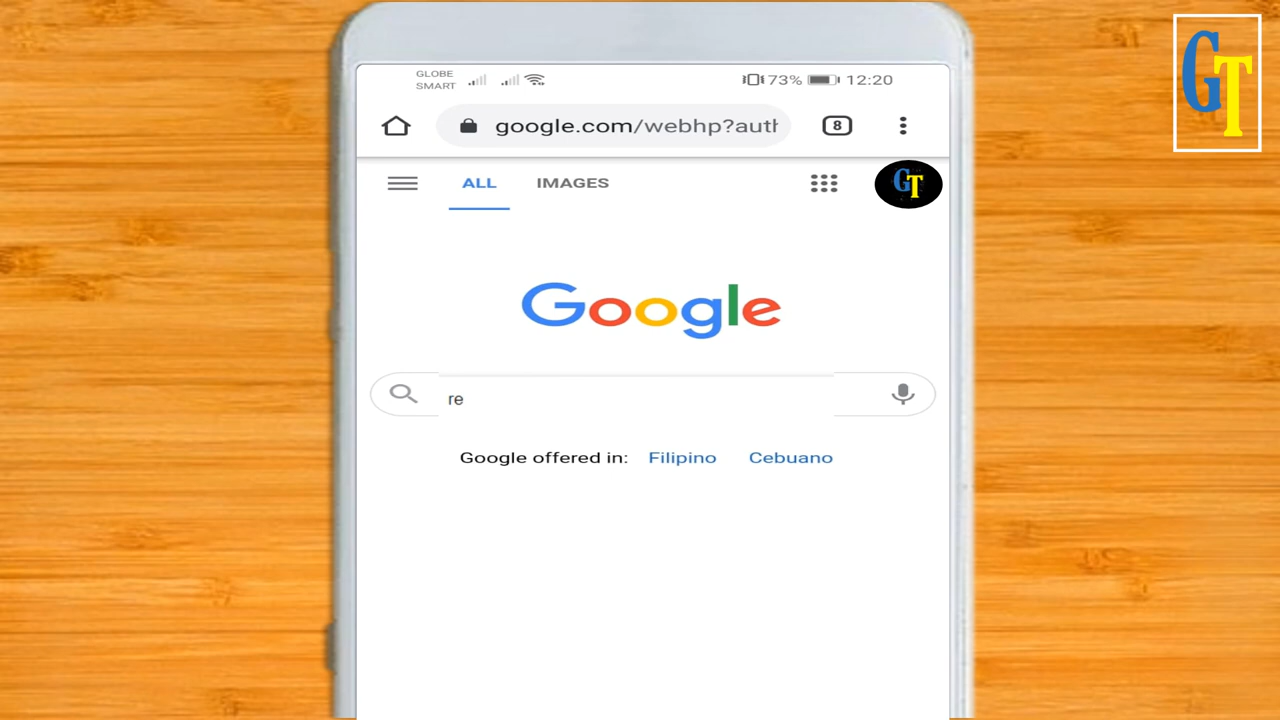 GLOBE
SMART
73% 12:20
google.com/webhp?auth
8
ALL IMAGES
GT
GT
Google
re
Google offered in: Filipino Cebuano